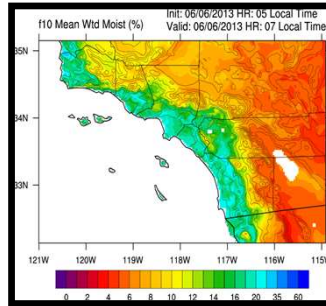 f10 Mean Wtd Moist (%)
Init: 06/06/2013 HR: 05 Local Time
Valid: 06/06/2013 HR: 07 Local Time
35N
34N
33N
121W 120W 119W 118W 117W 116W 115W
0 2 4 6 8 10 12 14 16 20 35 60